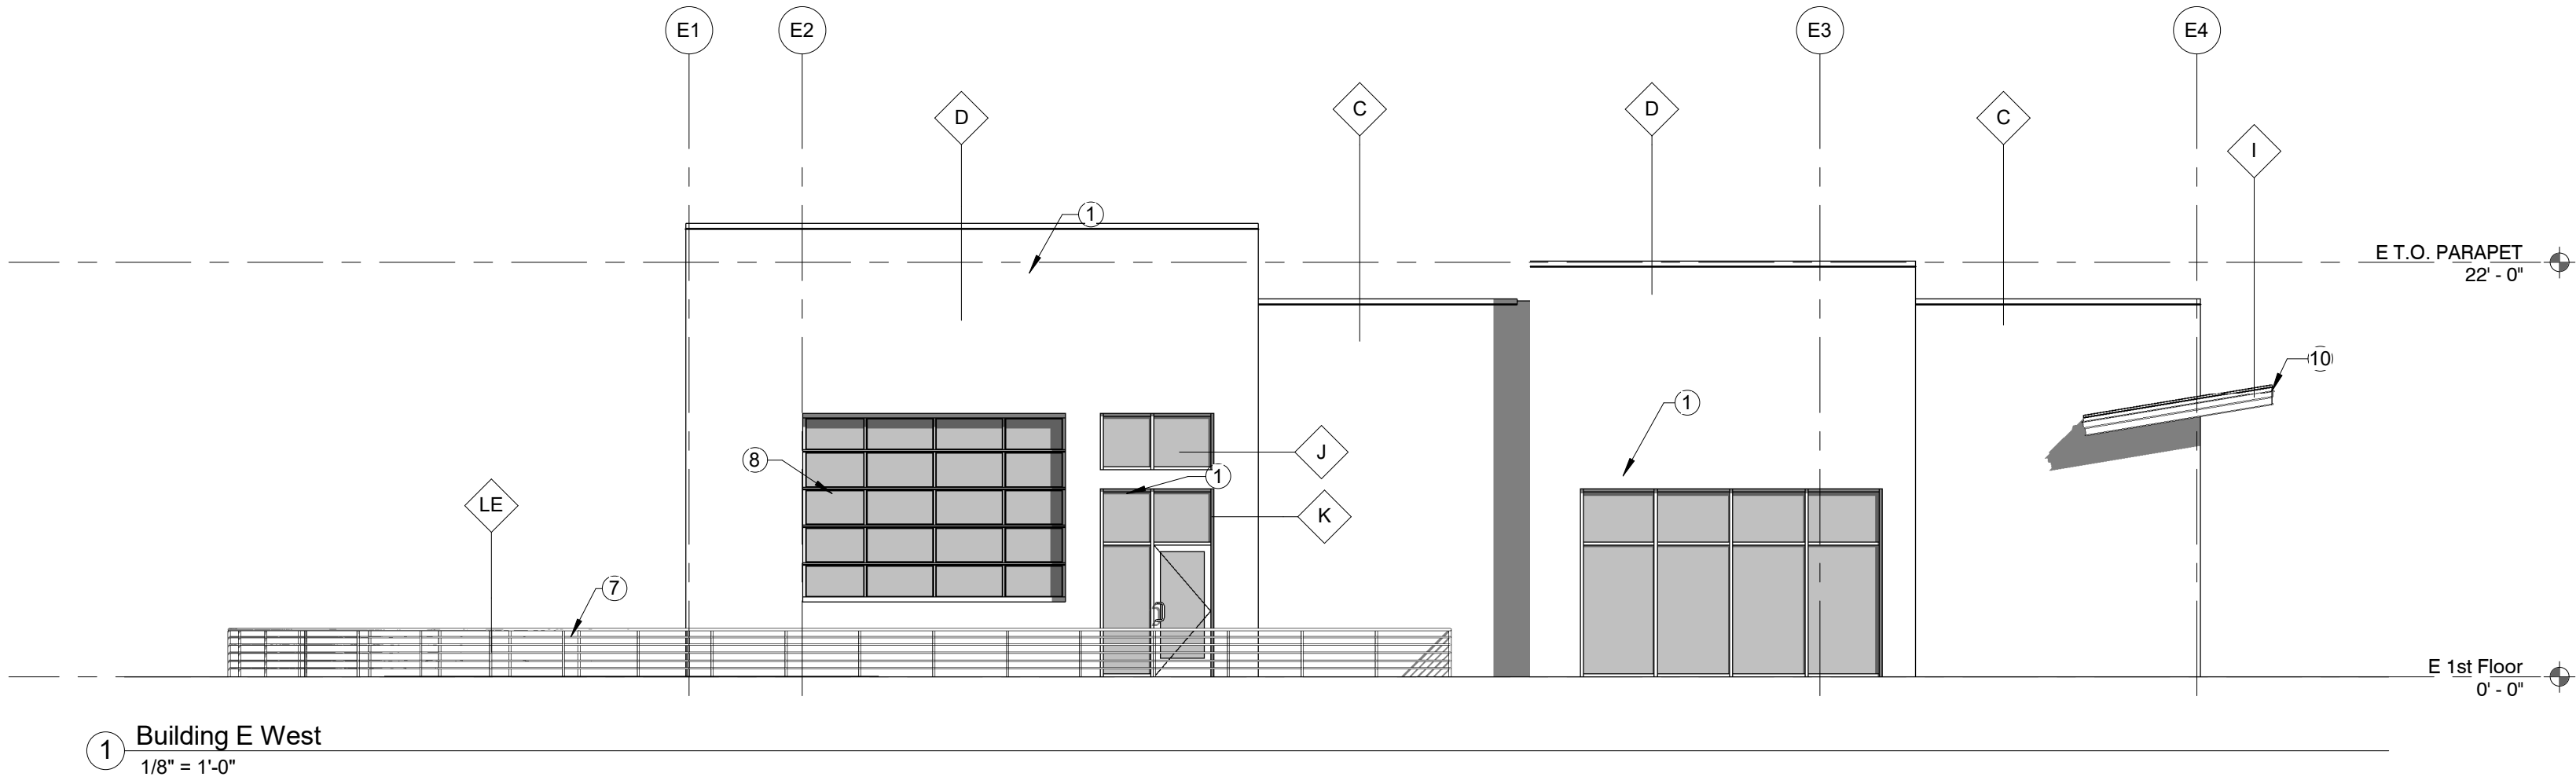 E1
E2
E3
E4
D
C
D
C
I
1
E T.O. PARAPET
22' - 0"
10
1
J
8
1
LE
K
7
E 1st Floor
0' - 0"
1
Building E West
1/8" = 1'-0"